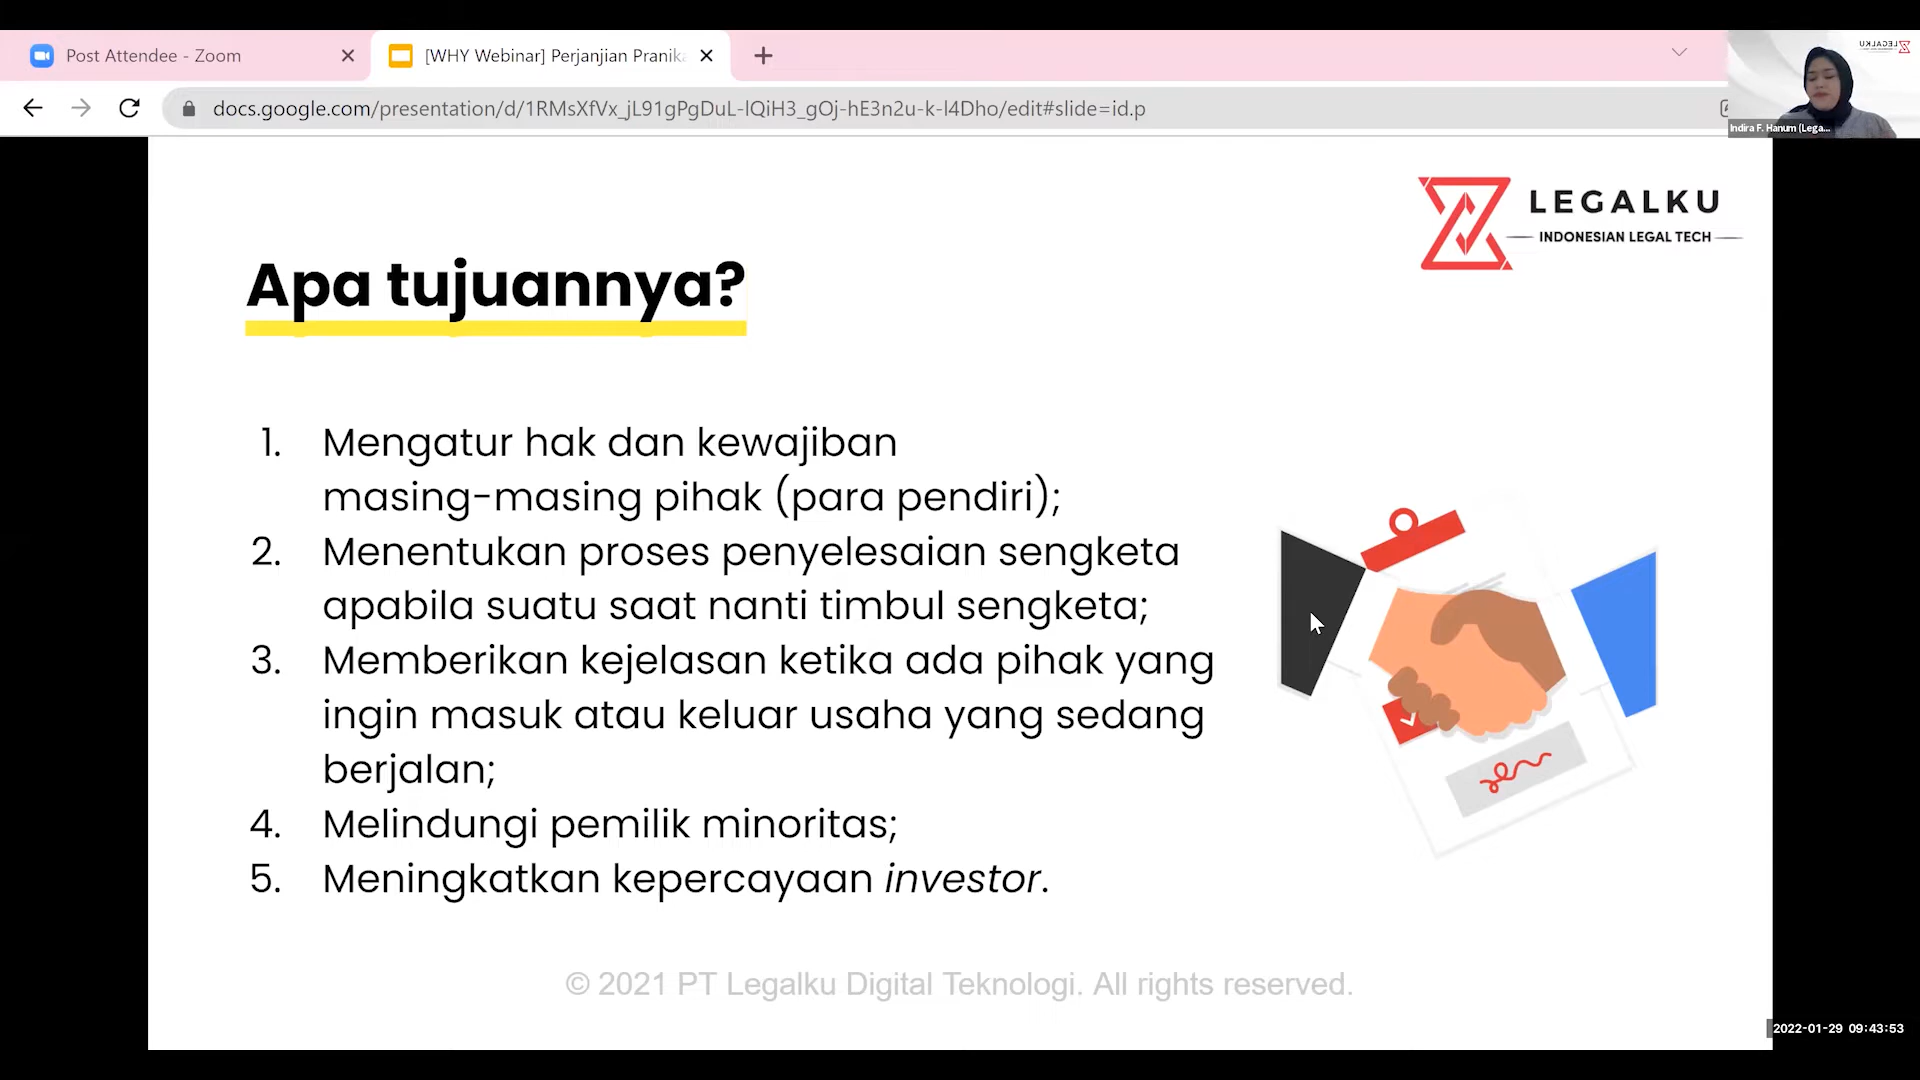 Post Attendee - Zoom
[WHY Webinar] Perjanjian Pranika
docs.google.com/presentation/d/1RMsXfVx_jL91gPgDuL-lQiH3_gOj-hE3n2u-k-l4Dho/edit#slide=id.p
LEGALKU
Indira F. Hanum (Lega...
LEGALKU
INDONESIAN LEGAL TECH
Apa tujuannya?
1. Mengatur hak dan kewajiban
masing-masing pihak (para pendiri);
2. Menentukan proses penyelesaian sengketa
apabila suatu saat nanti timbul sengketa;
3. Memberikan kejelasan ketika ada pihak yang
ingin masuk atau keluar usaha yang sedang
berjalan;
4. Melindungi pemilik minoritas;
5. Meningkatkan kepercayaan investor.
© 2021 PT Legalku Digital Teknologi. All rights reserved.
2022-01-29 09:43:53